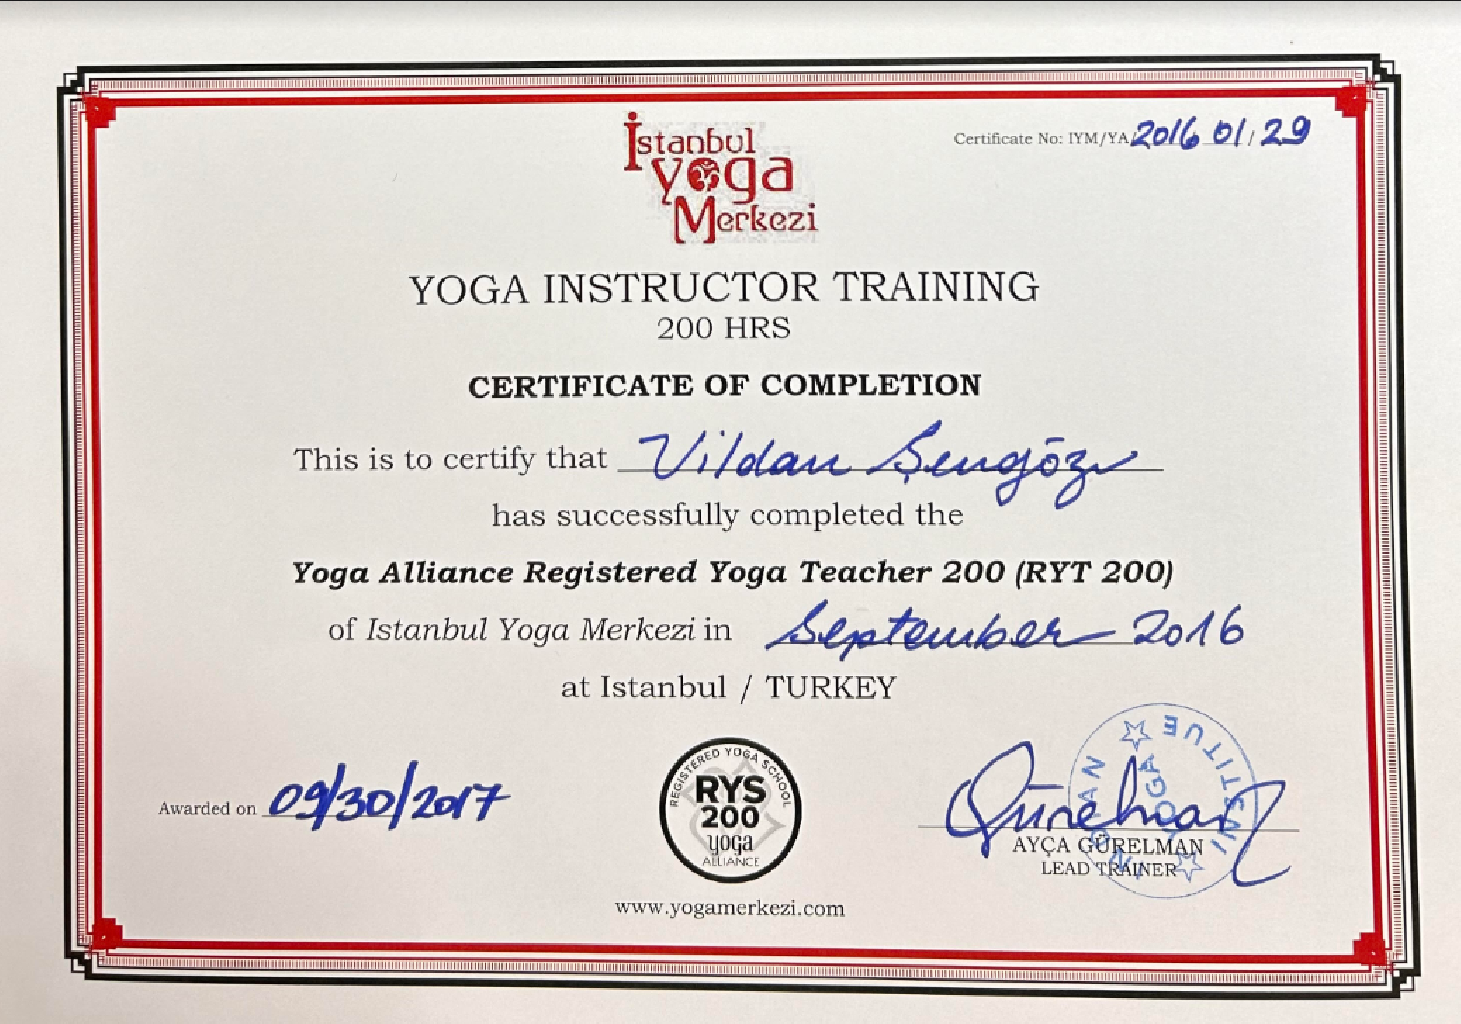 İstanbul
yoga
Merkezi
Certificate No: IYM/YA/2016 01/29
YOGA INSTRUCTOR TRAINING
200 HRS
CERTIFICATE OF COMPLETION
This is to certify that Vildan Şengöz
has successfully completed the
Yoga Alliance Registered Yoga Teacher 200 (RYT 200)
of Istanbul Yoga Merkezi in September 2016
at Istanbul / TURKEY
Awarded on 09/30/2017
REGISTERED YOGA SCHOOL
RYS
200
yoga
ALLIANCE
AYÇA GÜRELMAN
LEAD TRAINER
YOGA
INSTITUE
www.yogamerkezi.com